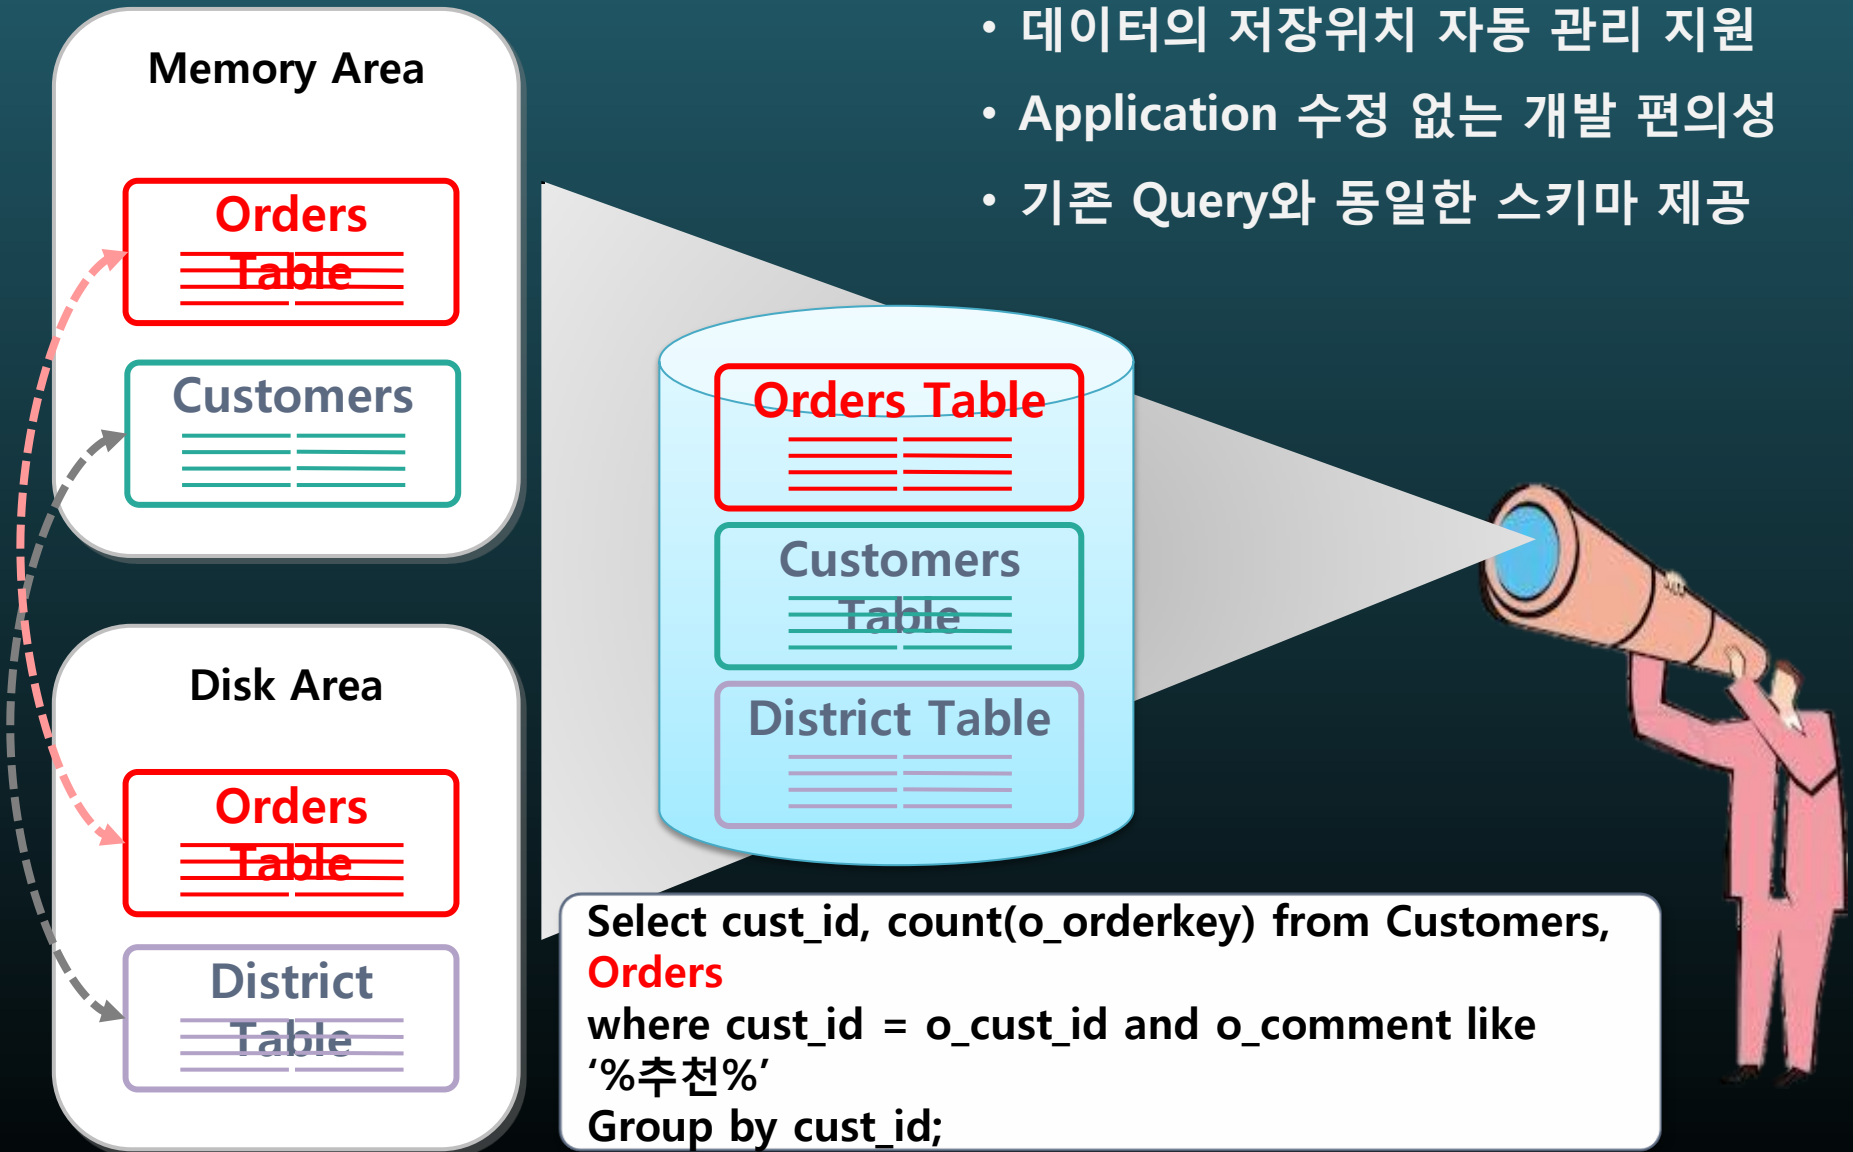 Memory Area
Orders
Table
Customers
Disk Area
Orders
Table
District
Table
• 데이터의 저장위치 자동 관리 지원
• Application 수정 없는 개발 편의성
• 기존 Query와 동일한 스키마 제공
Orders Table
Customers
Table
District Table
Select cust_id, count(o_orderkey) from Customers,
Orders
where cust_id = o_cust_id and o_comment like
‘%추천%’
Group by cust_id;